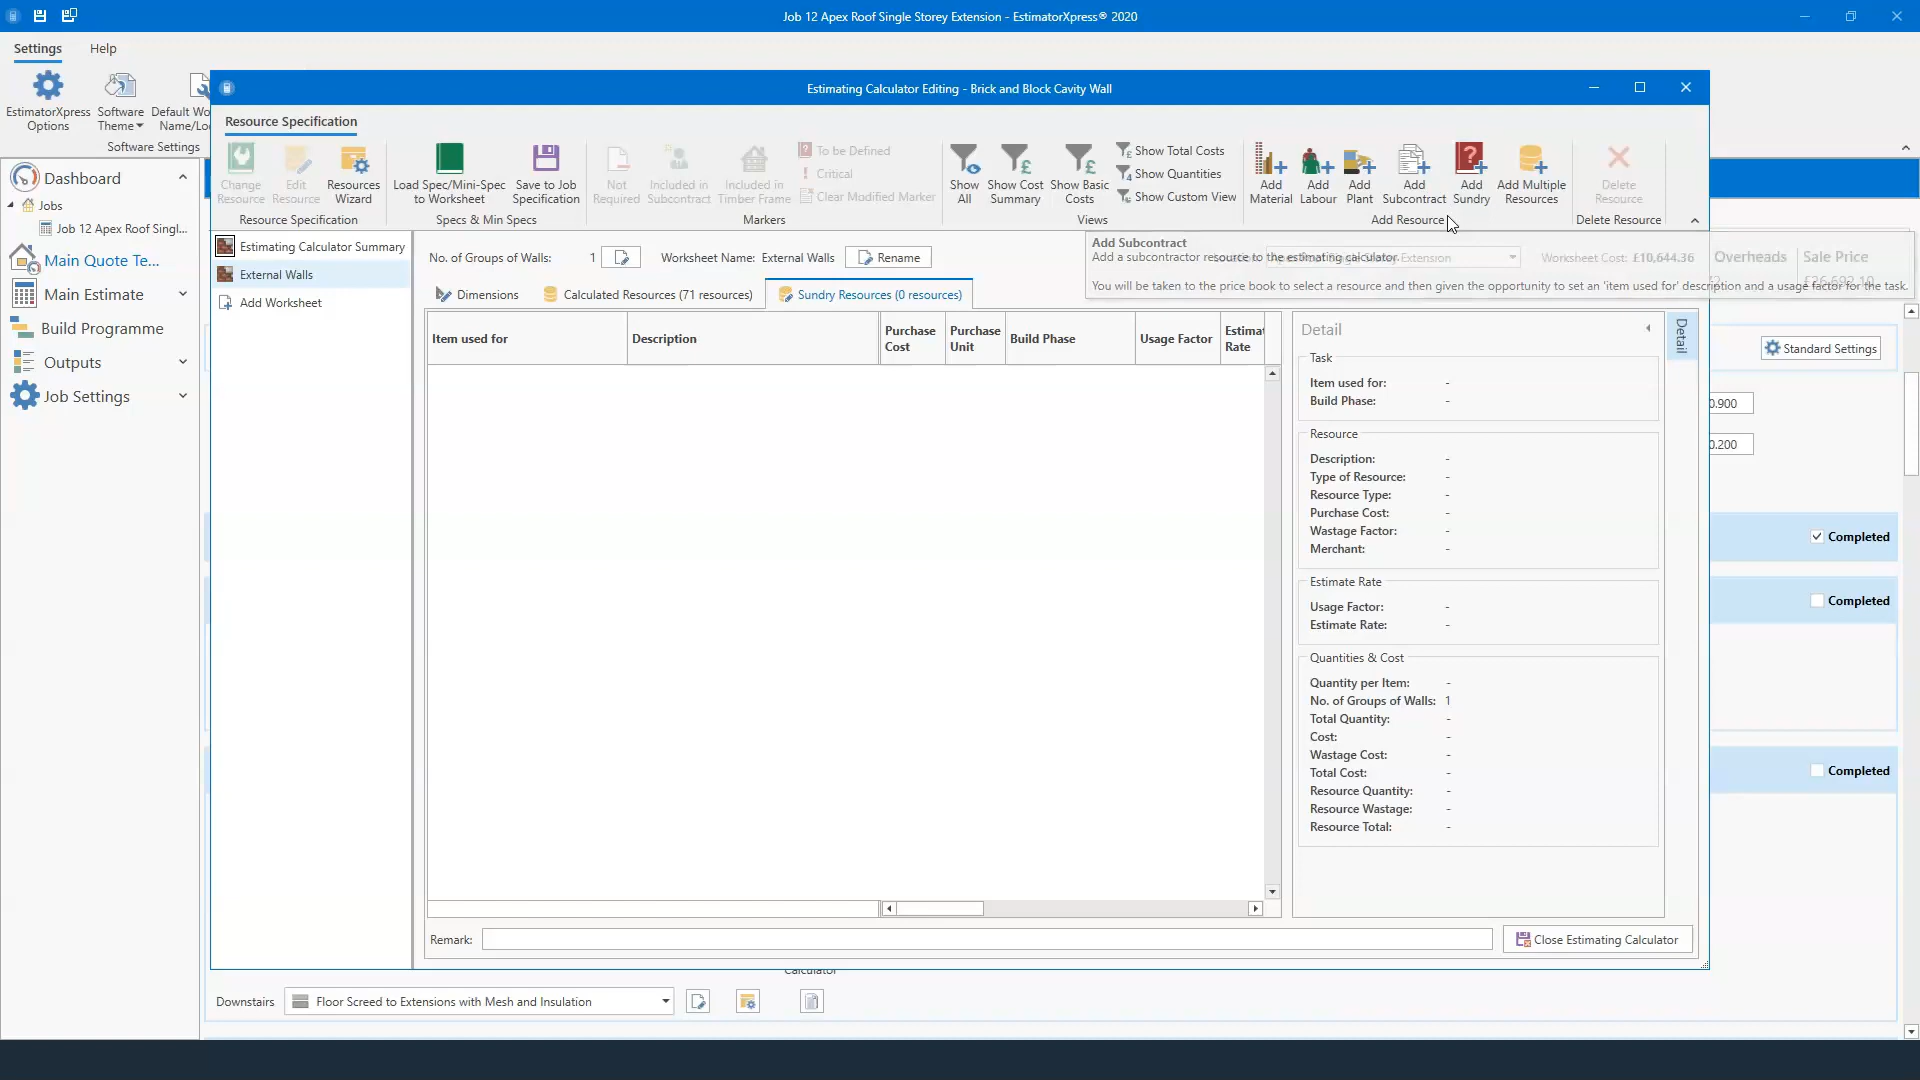 Job 12 Apex Roof Single Storey Extension - EstimatorXpress® 2020
Settings
Help
EstimatorXpress
Options
Software
Theme
Default Wo
Name/Loc
Software Settings
Estimating Calculator Editing - Brick and Block Cavity Wall
Resource Specification
Change
Resource
Edit
Resource
Resources
Wizard
Resource Specification
Load Spec/Mini-Spec
to Worksheet
Save to Job
Specification
Specs & Min Specs
Not
Required
Included in
Subcontract
Included in
Timber Frame
To be Defined
Critical
Clear Modified Marker
Markers
Show
All
Show Cost
Summary
Show Basic
Costs
Show Total Costs
Show Quantities
Show Custom View
Views
Add
Material
Add
Labour
Add
Plant
Add
Subcontract
Add
Sundry
Add Multiple
Resources
Add Resource
Delete
Resource
Delete Resource
Dashboard
Jobs
Job 12 Apex Roof Singl...
Main Quote Te...
Main Estimate
Build Programme
Outputs
Job Settings
Estimating Calculator Summary
External Walls
Add Worksheet
No. of Groups of Walls: 1
Worksheet Name: External Walls
Rename
Add Subcontract
Add a subcontractor resource to the estimating calculator.
You will be taken to the price book to select a resource and then given the opportunity to set an 'item used for' description and a usage factor for the task.
Extension
Worksheet Cost: £10,644.36
Overheads
Sale Price
Dimensions
Calculated Resources (71 resources)
Sundry Resources (0 resources)
Item used for
Description
Purchase
Cost
Purchase
Unit
Build Phase
Usage Factor
Estimat
Rate
Detail
Detail
Task
Item used for: -
Build Phase: -
Resource
Description: -
Type of Resource: -
Resource Type: -
Purchase Cost: -
Wastage Factor: -
Merchant: -
Estimate Rate
Usage Factor: -
Estimate Rate: -
Quantities & Cost
Quantity per Item: -
No. of Groups of Walls: 1
Total Quantity: -
Cost: -
Wastage Cost: -
Total Cost: -
Resource Quantity: -
Resource Wastage: -
Resource Total: -
Remark:
Close Estimating Calculator
Standard Settings
0.900
0.200
Completed
Completed
Completed
Calculator
Downstairs
Floor Screed to Extensions with Mesh and Insulation